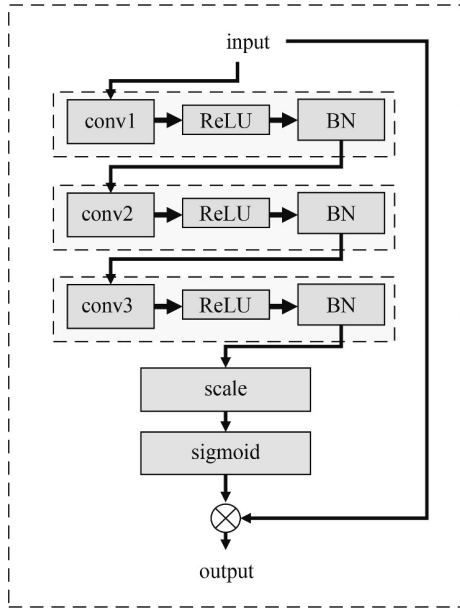 input
conv1 ReLU BN
conv2 ReLU BN
conv3 ReLU BN
scale
sigmoid
output